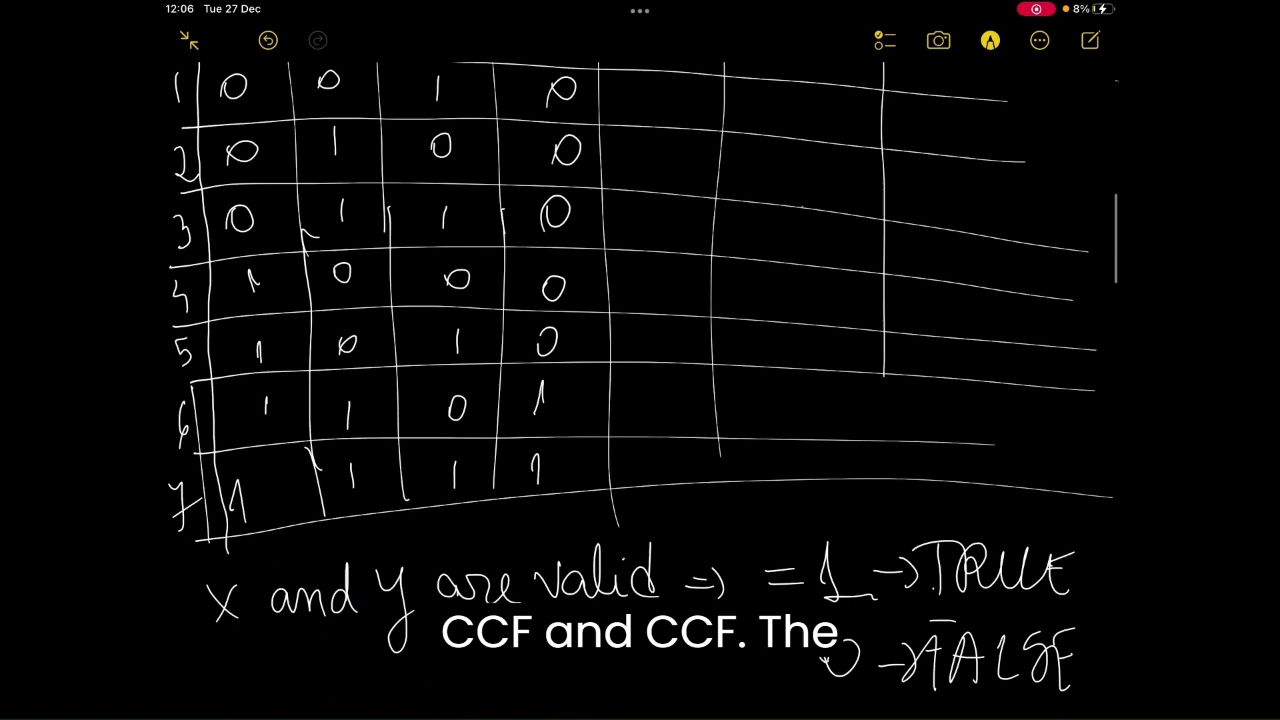 12:06 Tue 27 Dec
8%
1 0 0 1 0
2 0 1 0 0
3 0 1 1 0
4 1 0 0 0
5 1 0 1 0
6 1 1 0 1
7 1 1 1 1
x and y are valid => = 1 -> TRUE
0 -> FALSE
CCF and CCF. The